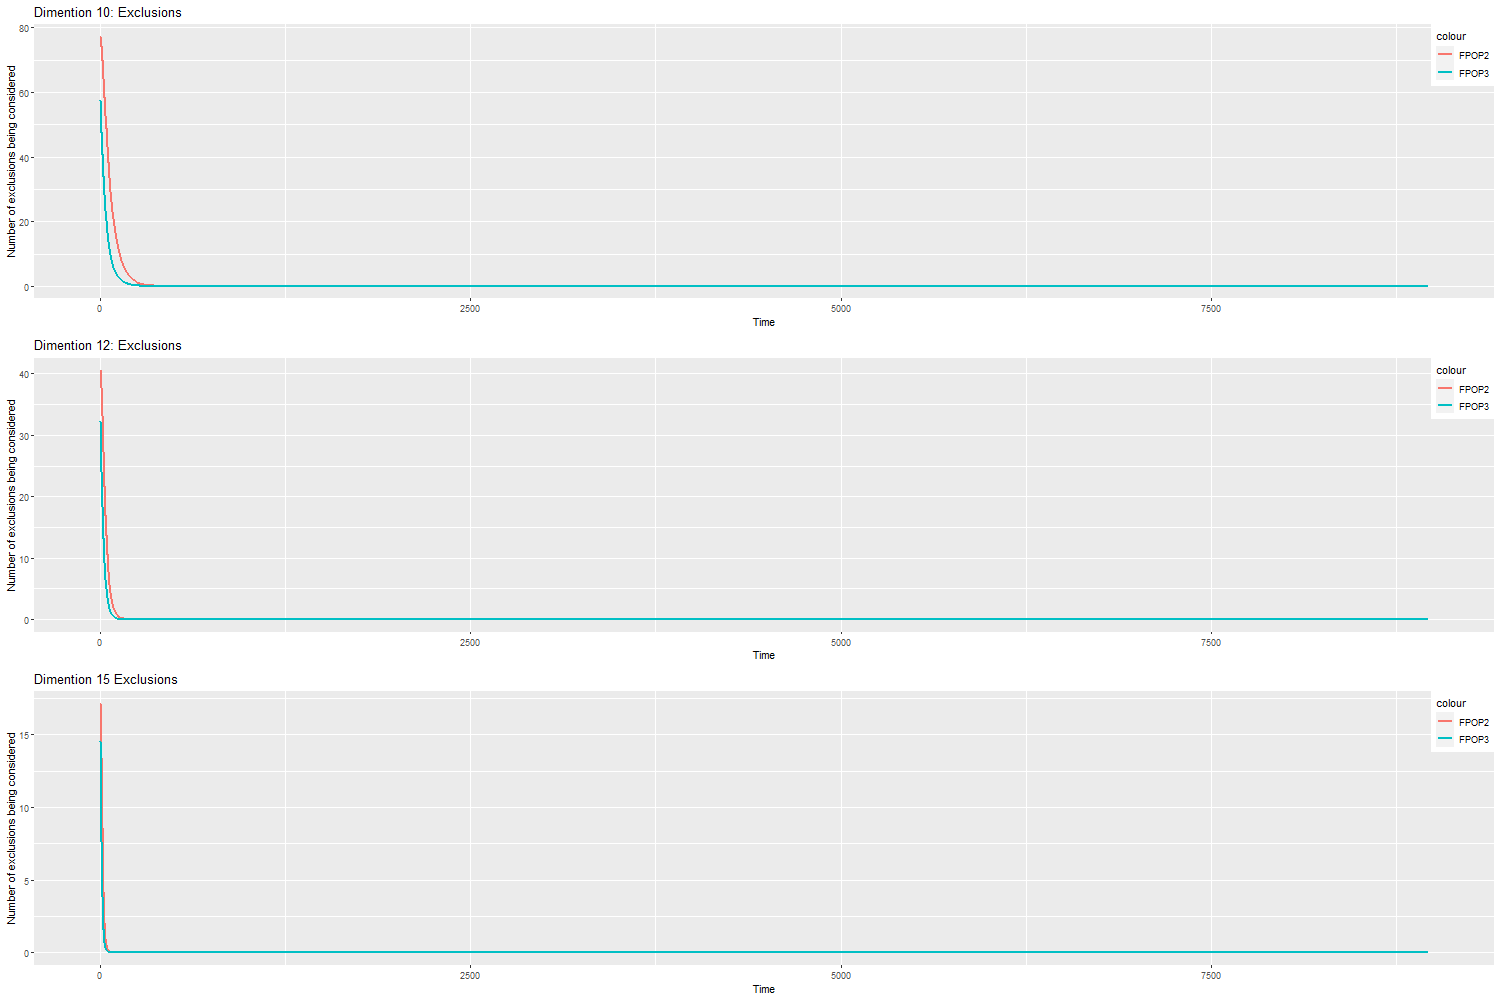 Dimention 10: Exclusions
Number of exclusions being considered
80
60
40
20
0
0 2500 5000 7500
Time
colour
FPOP2
FPOP3
Dimention 12: Exclusions
Number of exclusions being considered
40
30
20
10
0
0 2500 5000 7500
Time
colour
FPOP2
FPOP3
Dimention 15 Exclusions
Number of exclusions being considered
15
10
5
0
0 2500 5000 7500
Time
colour
FPOP2
FPOP3